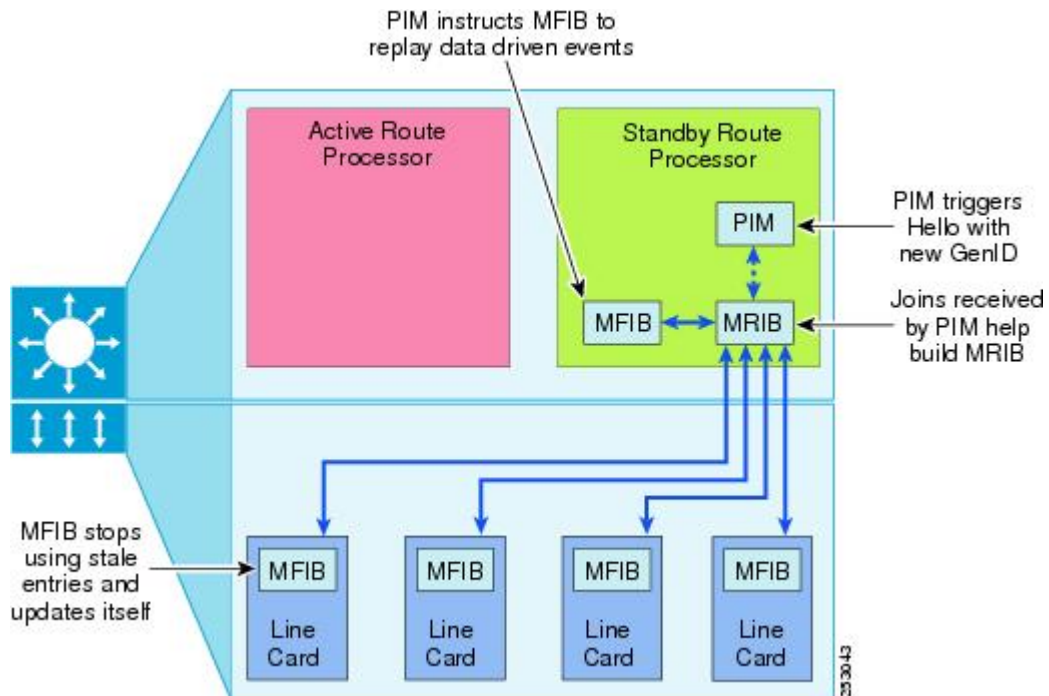 PIM instructs MFIB to
replay data driven events
Active Route
Processor
Standby Route
Processor
PIM
PIM triggers
Hello with
new GenID
MFIB
MRIB
Joins received
by PIM help
build MRIB
MFIB stops
using stale
entries and
updates itself
MFIB
Line
Card
MFIB
Line
Card
MFIB
Line
Card
MFIB
Line
Card
253043